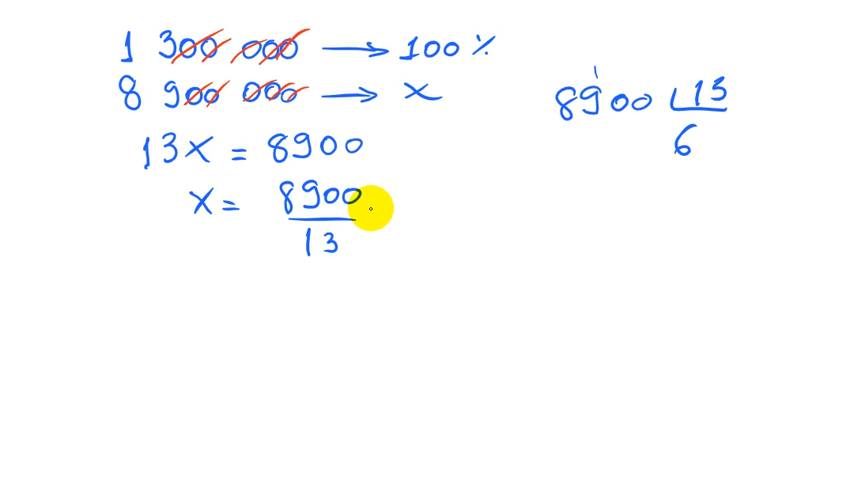 1 300 000 → 100 %
8 900 000 → x
13x = 8900
x = 8900
13
8900 13
6